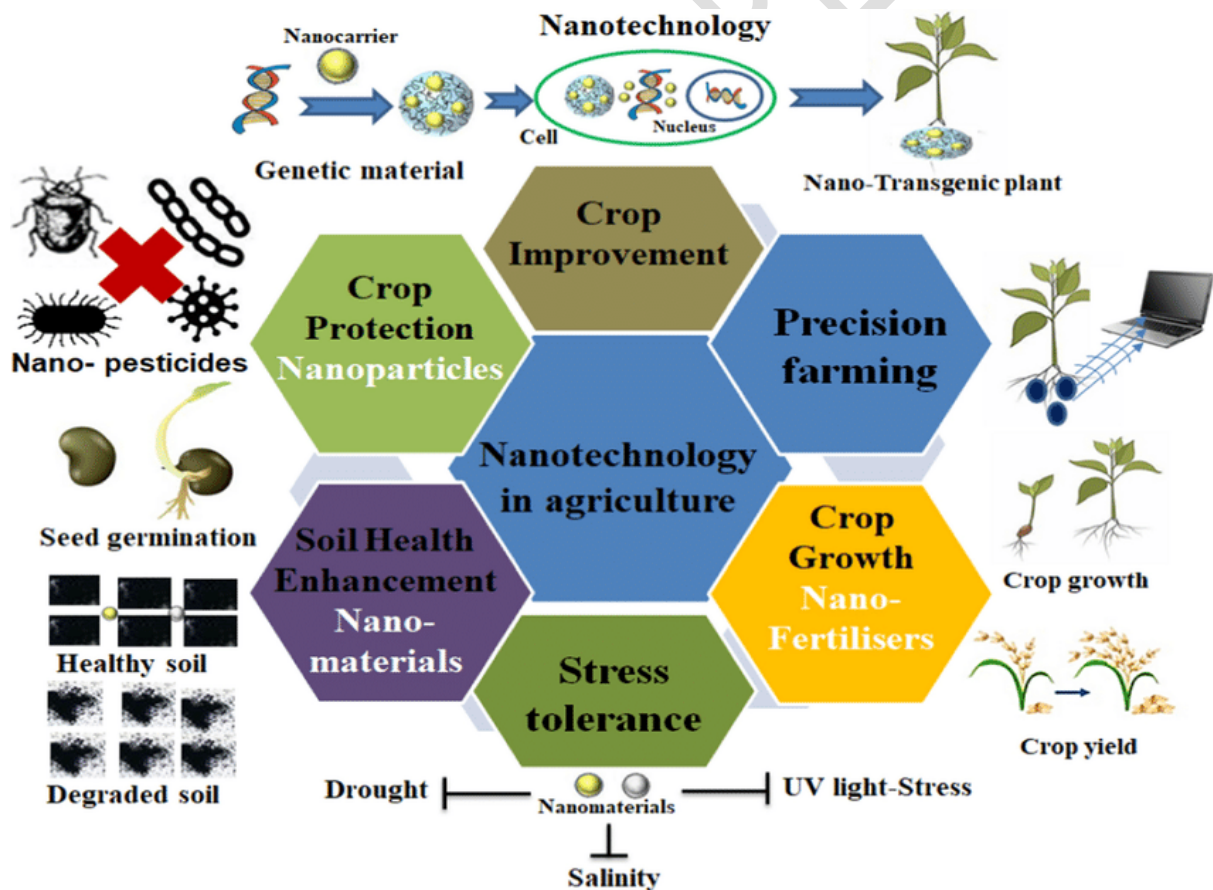 Nanotechnology
Nanocarrier
Cell
Nucleus
Genetic material
Nano-Transgenic plant
Crop
Improvement
Crop
Protection
Nanoparticles
Precision
farming
Nano- pesticides
Nanotechnology
in agriculture
Seed germination
Soil Health
Enhancement
Nano-
materials
Crop
Growth
Nano-
Fertilisers
Crop growth
Healthy soil
Stress
tolerance
Crop yield
Degraded soil
Drought
Nanomaterials
UV light-Stress
Salinity